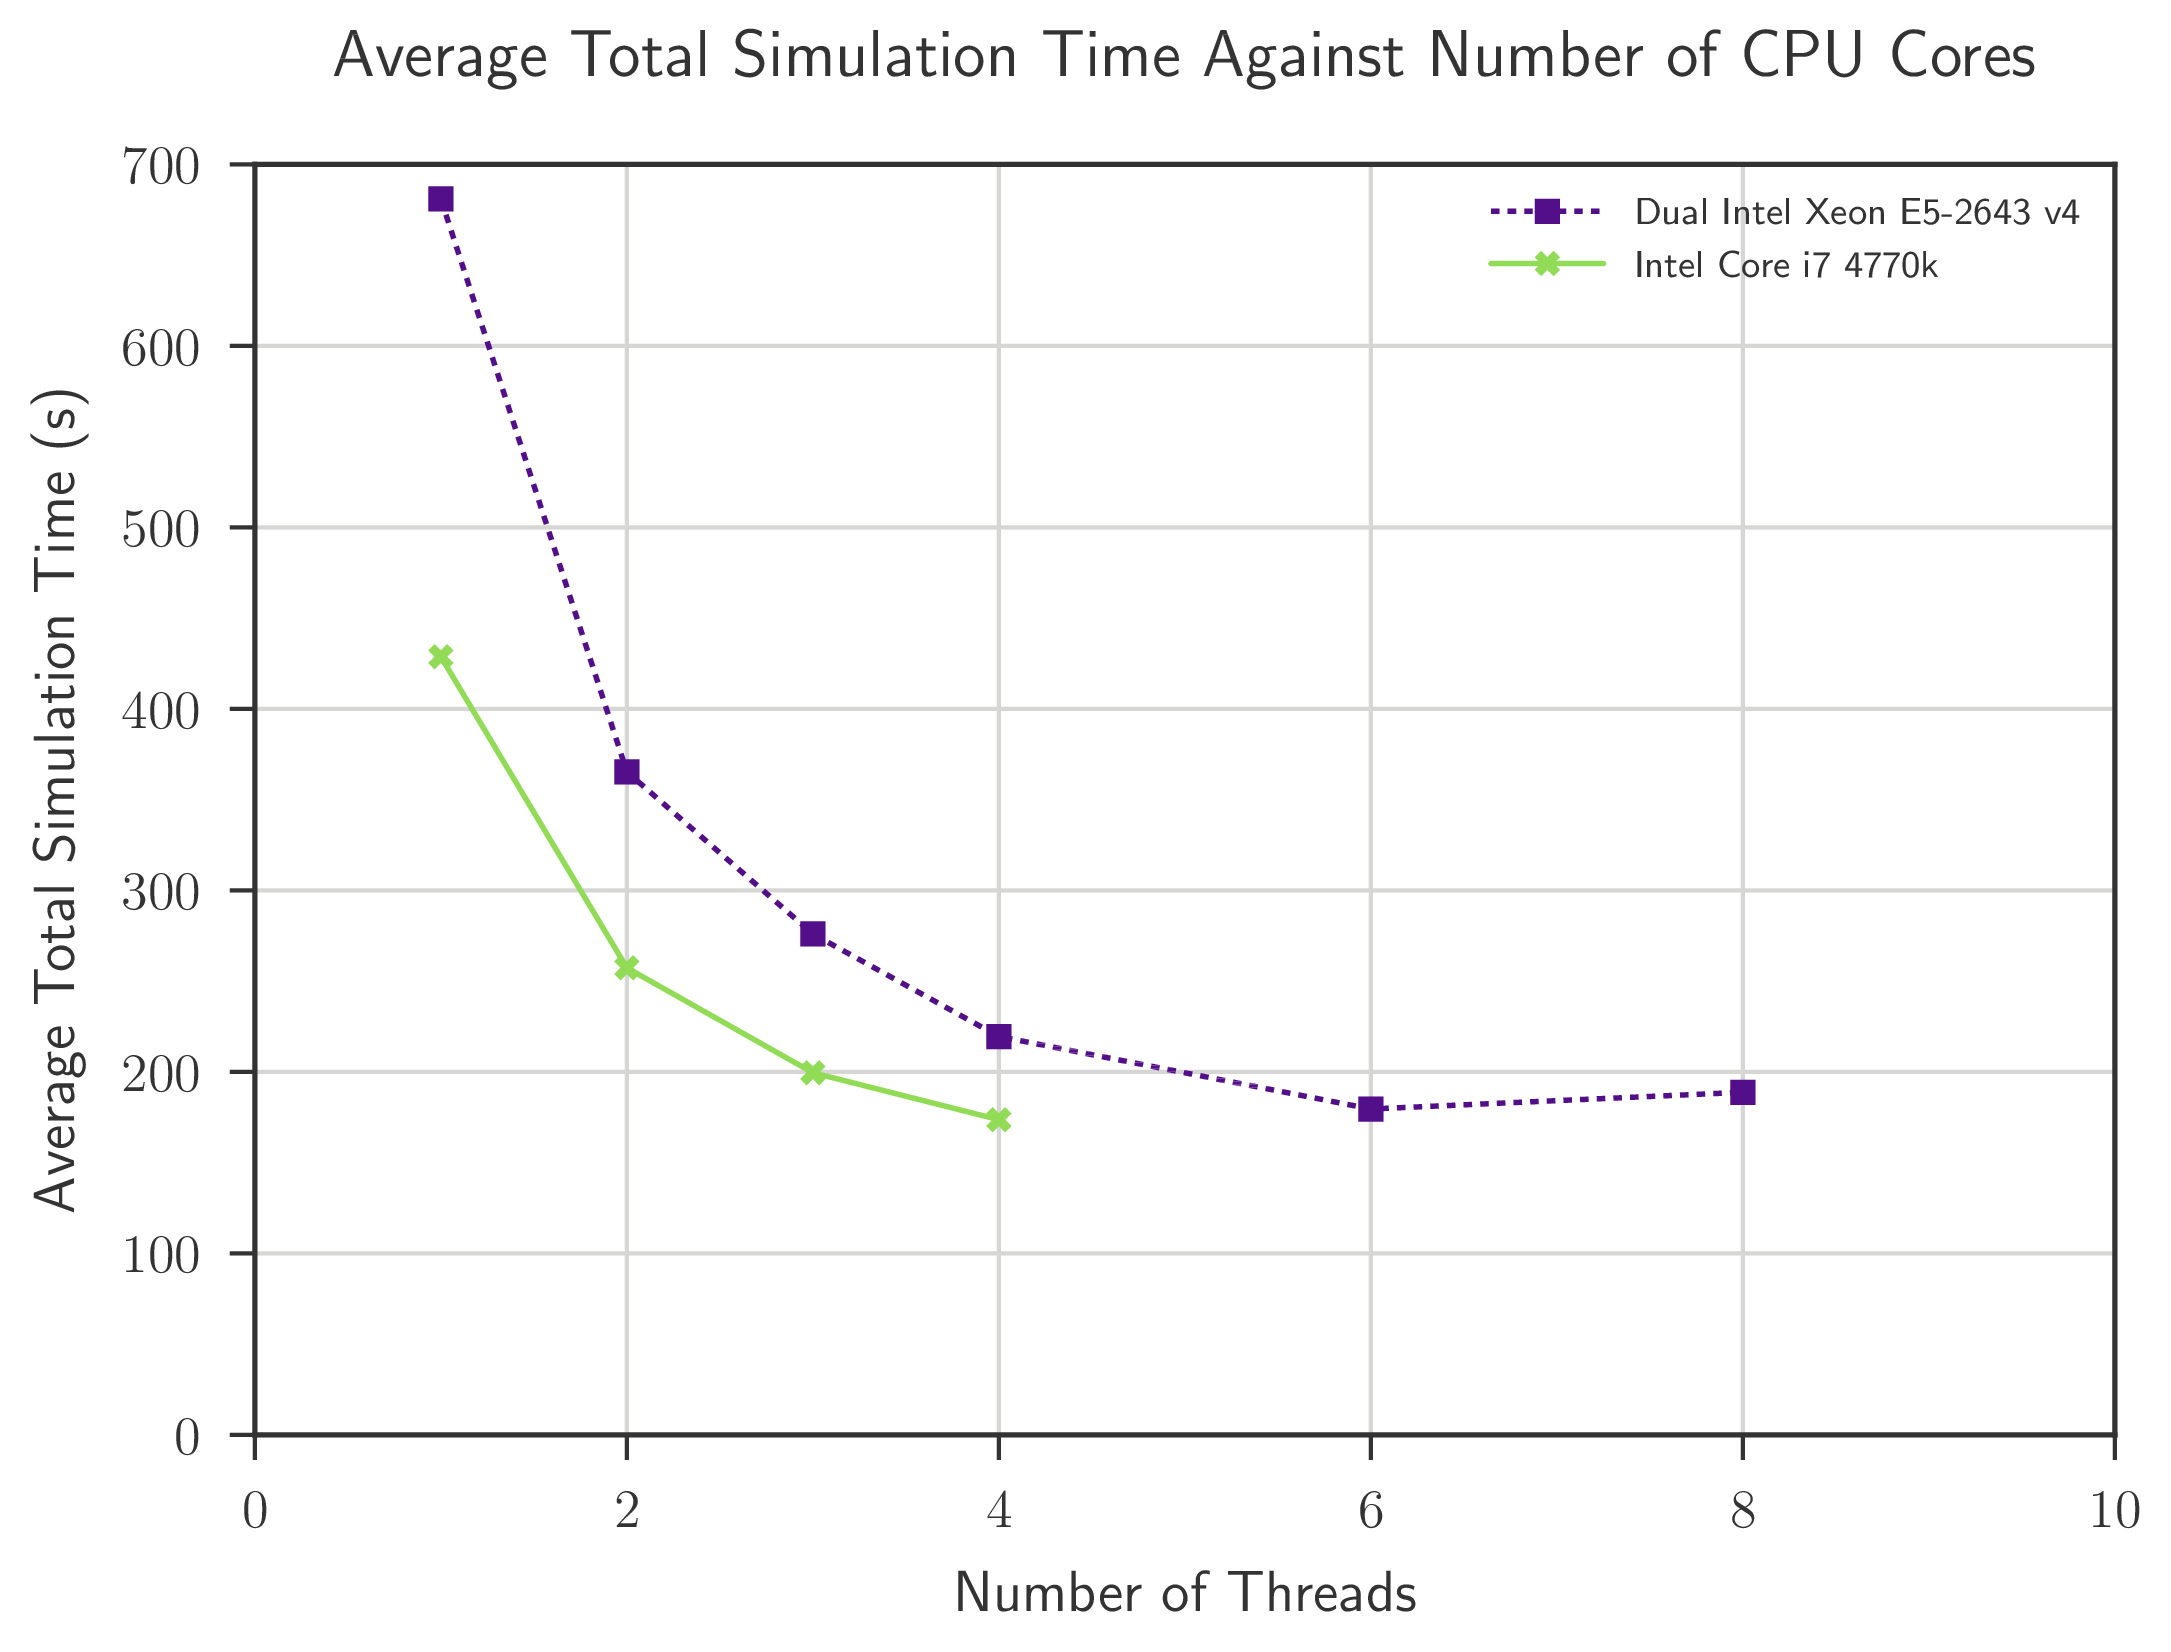 Average Total Simulation Time Against Number of CPU Cores
Dual Intel Xeon E5-2643 v4
Intel Core i7 4770k
Average Total Simulation Time (s)
700
600
500
400
300
200
100
0
0 2 4 6 8 10
Number of Threads